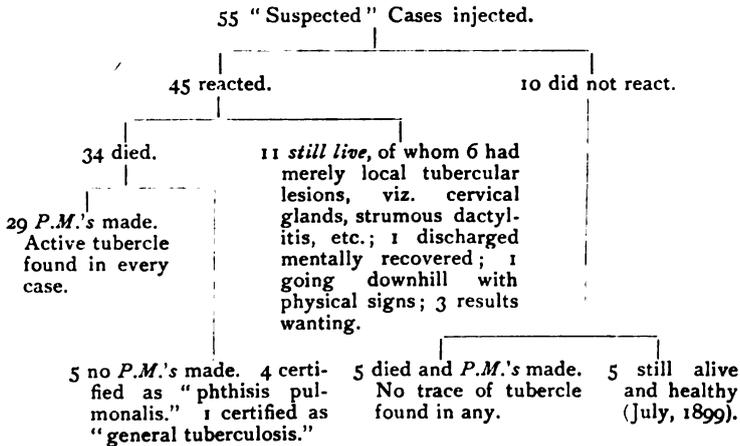 55 “Suspected” Cases injected.
45 reacted.
10 did not react.
34 died.
11 still live, of whom 6 had
merely local tubercular
lesions, viz. cervical
glands, strumous dactyl-
itis, etc.; 1 discharged
mentally recovered; 1
going downhill with
physical signs; 3 results
wanting.
29 P.M.'s made.
Active tubercle
found in every
case.
5 no P.M.'s made. 4 certi-
fied as “phthisis pul-
monalis.” 1 certified as
“general tuberculosis.”
5 died and P.M.'s made.
No trace of tubercle
found in any.
5 still alive
and healthy
(July, 1899).